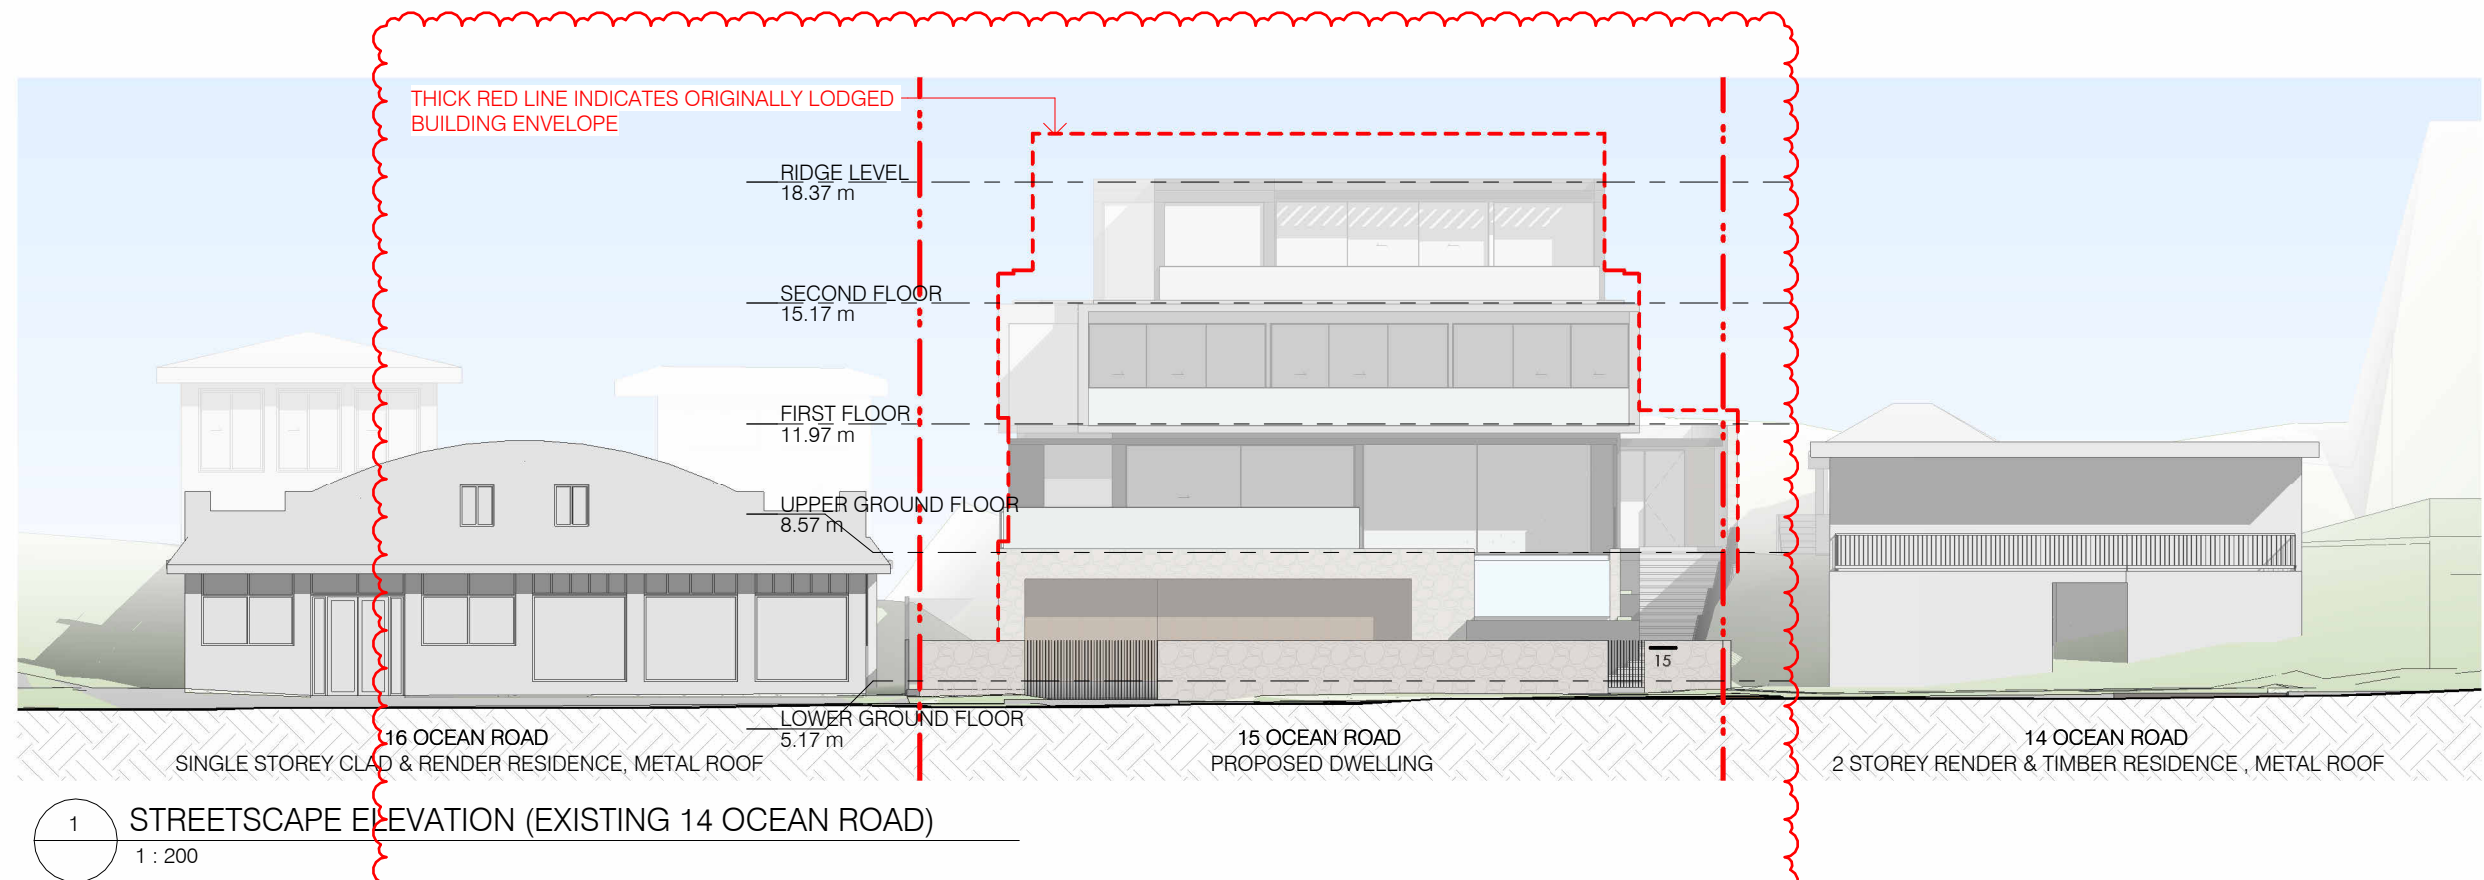 THICK RED LINE INDICATES ORIGINALLY LODGED
BUILDING ENVELOPE
RIDGE LEVEL
18.37 m
SECOND FLOOR
15.17 m
FIRST FLOOR
11.97 m
UPPER GROUND FLOOR
8.57 m
15
LOWER GROUND FLOOR
5.17 m
16 OCEAN ROAD
SINGLE STOREY CLAD & RENDER RESIDENCE, METAL ROOF
15 OCEAN ROAD
PROPOSED DWELLING
14 OCEAN ROAD
2 STOREY RENDER & TIMBER RESIDENCE , METAL ROOF
1
STREETSCAPE ELEVATION (EXISTING 14 OCEAN ROAD)
1 : 200